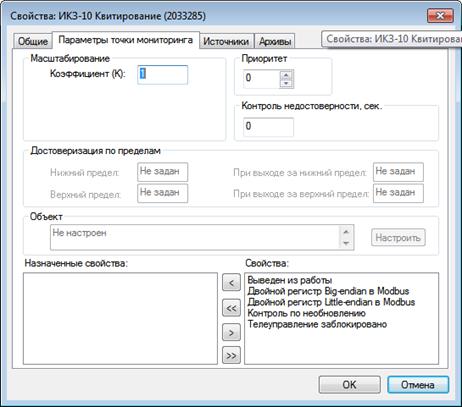 Свойства: ИКЗ-10 Квитирование (2033285)
Общие Параметры точки мониторинга Источники Архивы
Свойства: ИКЗ-10 Квитирован
Масштабирование
Коэффициент (К): 1
Приоритет
0
Контроль недостоверности, сек.
0
Достоверизация по пределам
Нижний предел: Не задан При выходе за нижний предел: Не задан
Верхний предел: Не задан При выходе за верхний предел: Не задан
Объект
Не настроен Настроить
Назначенные свойства:
< << > >>
Свойства:
Выведен из работы
Двойной регистр Big-endian в Modbus
Двойной регистр Little-endian в Modbus
Контроль по необновлению
Телеуправление заблокировано
OK Отмена